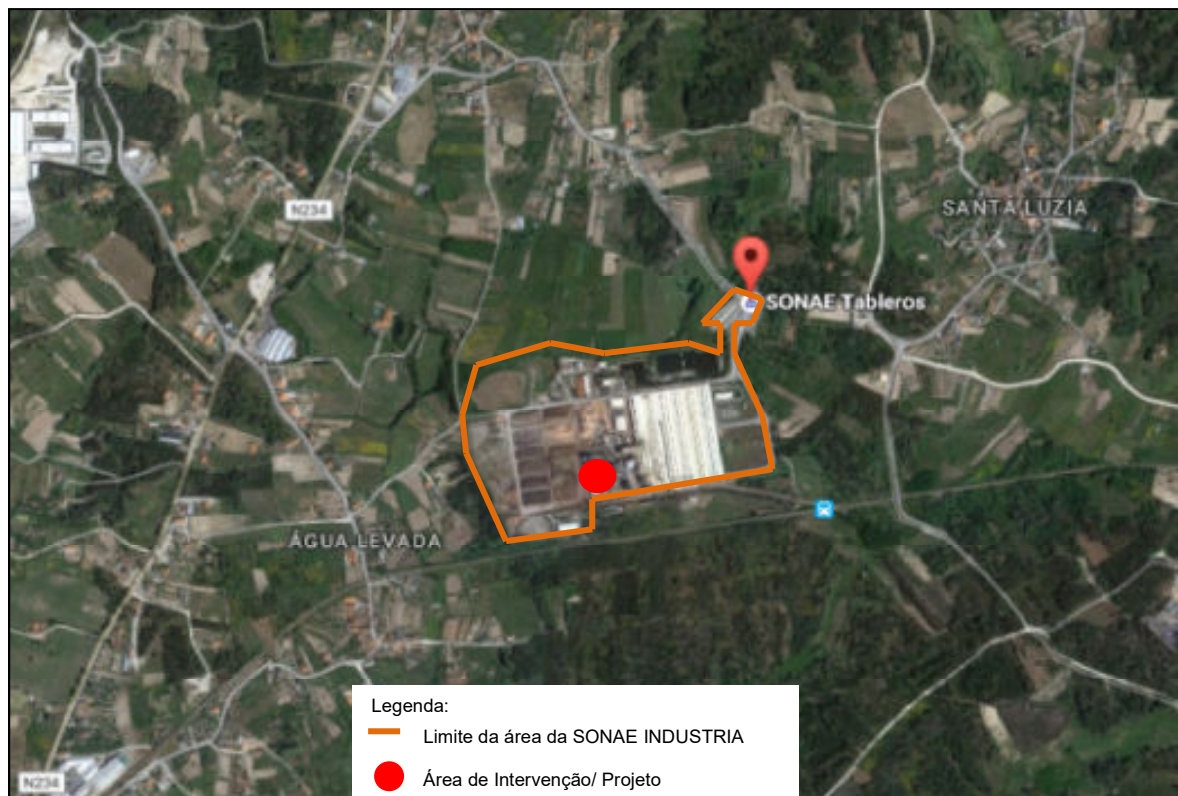 N234
SANTA LUZIA
SONAE Tableros
ÁGUA LEVADA
Legenda:
Limite da área da SONAE INDUSTRIA
Área de Intervenção/ Projeto
N234